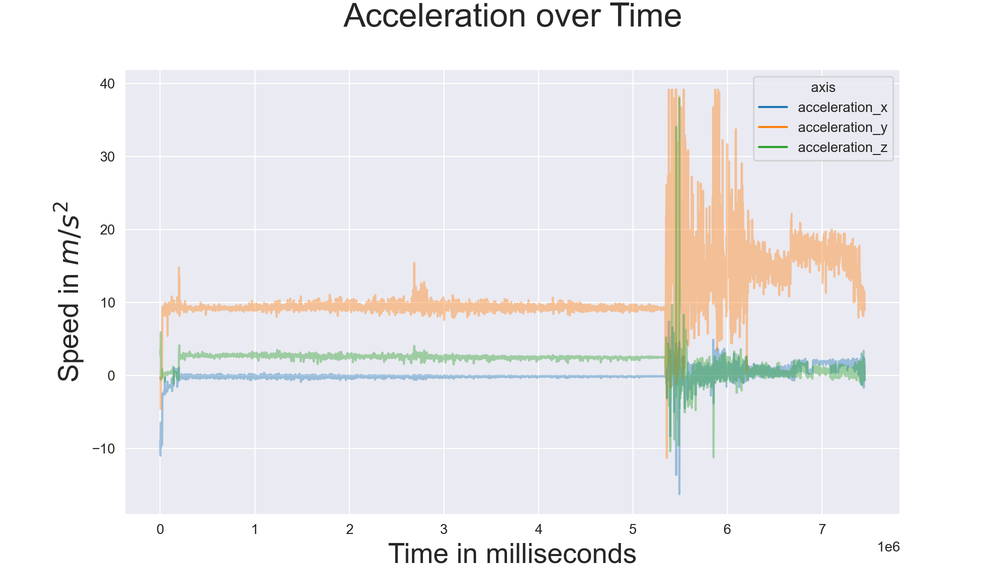 Acceleration over Time
Speed in m/s²
40
30
20
10
0
−10
axis
acceleration_x
acceleration_y
acceleration_z
0 1 2 3 4 5 6 7
1e6
Time in milliseconds